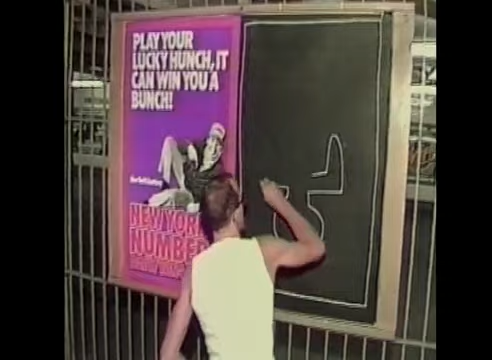 PLAY YOUR
LUCKY HUNCH, IT
CAN WIN YOU A
BUNCH!
NEW YORK
NUMBERS